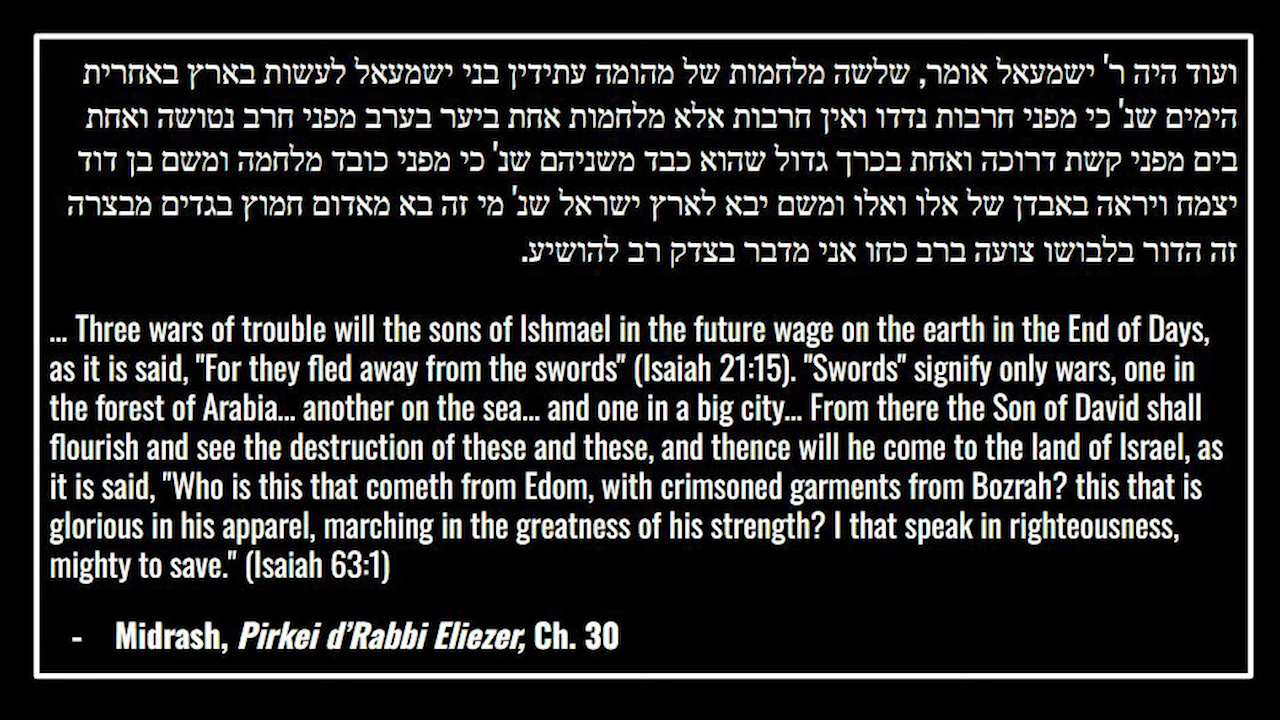 ועוד היה ר' ישמעאל אומר, שלשה מלחמות של מהומה עתידין בני ישמעאל לעשות בארץ באחרית
הימים שנ' כי מפני חרבות נדדו ואין חרבות אלא מלחמות אחת ביער בערב מפני חרב נטושה ואחת
בים מפני קשת דרוכה ואחת בכרך גדול שהוא כבד משניהם שנ' כי מפני כובד מלחמה ומשם בן דוד
יצמח ויראה באבדן של אלו ואלו ומשם יבא לארץ ישראל שנ' מי זה בא מאדום חמוץ בגדים מבצרה
זה הדור בלבושו צועה ברב כחו אני מדבר בצדק רב להושיע.
... Three wars of trouble will the sons of Ishmael in the future wage on the earth in the End of Days,
as it is said, "For they fled away from the swords" (Isaiah 21:15). "Swords" signify only wars, one in
the forest of Arabia... another on the sea... and one in a big city... From there the Son of David shall
flourish and see the destruction of these and these, and thence will he come to the land of Israel, as
it is said, "Who is this that cometh from Edom, with crimsoned garments from Bozrah? this that is
glorious in his apparel, marching in the greatness of his strength? I that speak in righteousness,
mighty to save." (Isaiah 63:1)
- Midrash, Pirkei d'Rabbi Eliezer, Ch. 30